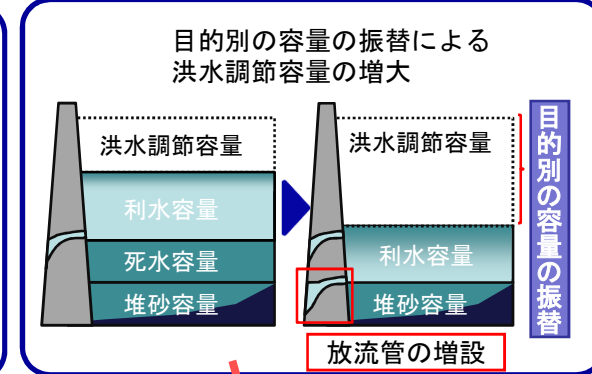 目的別の容量の振替による
洪水調節容量の増大
洪水調節容量
利水容量
死水容量
堆砂容量
洪水調節容量
利水容量
堆砂容量
放流管の増設
目的別の容量の振替